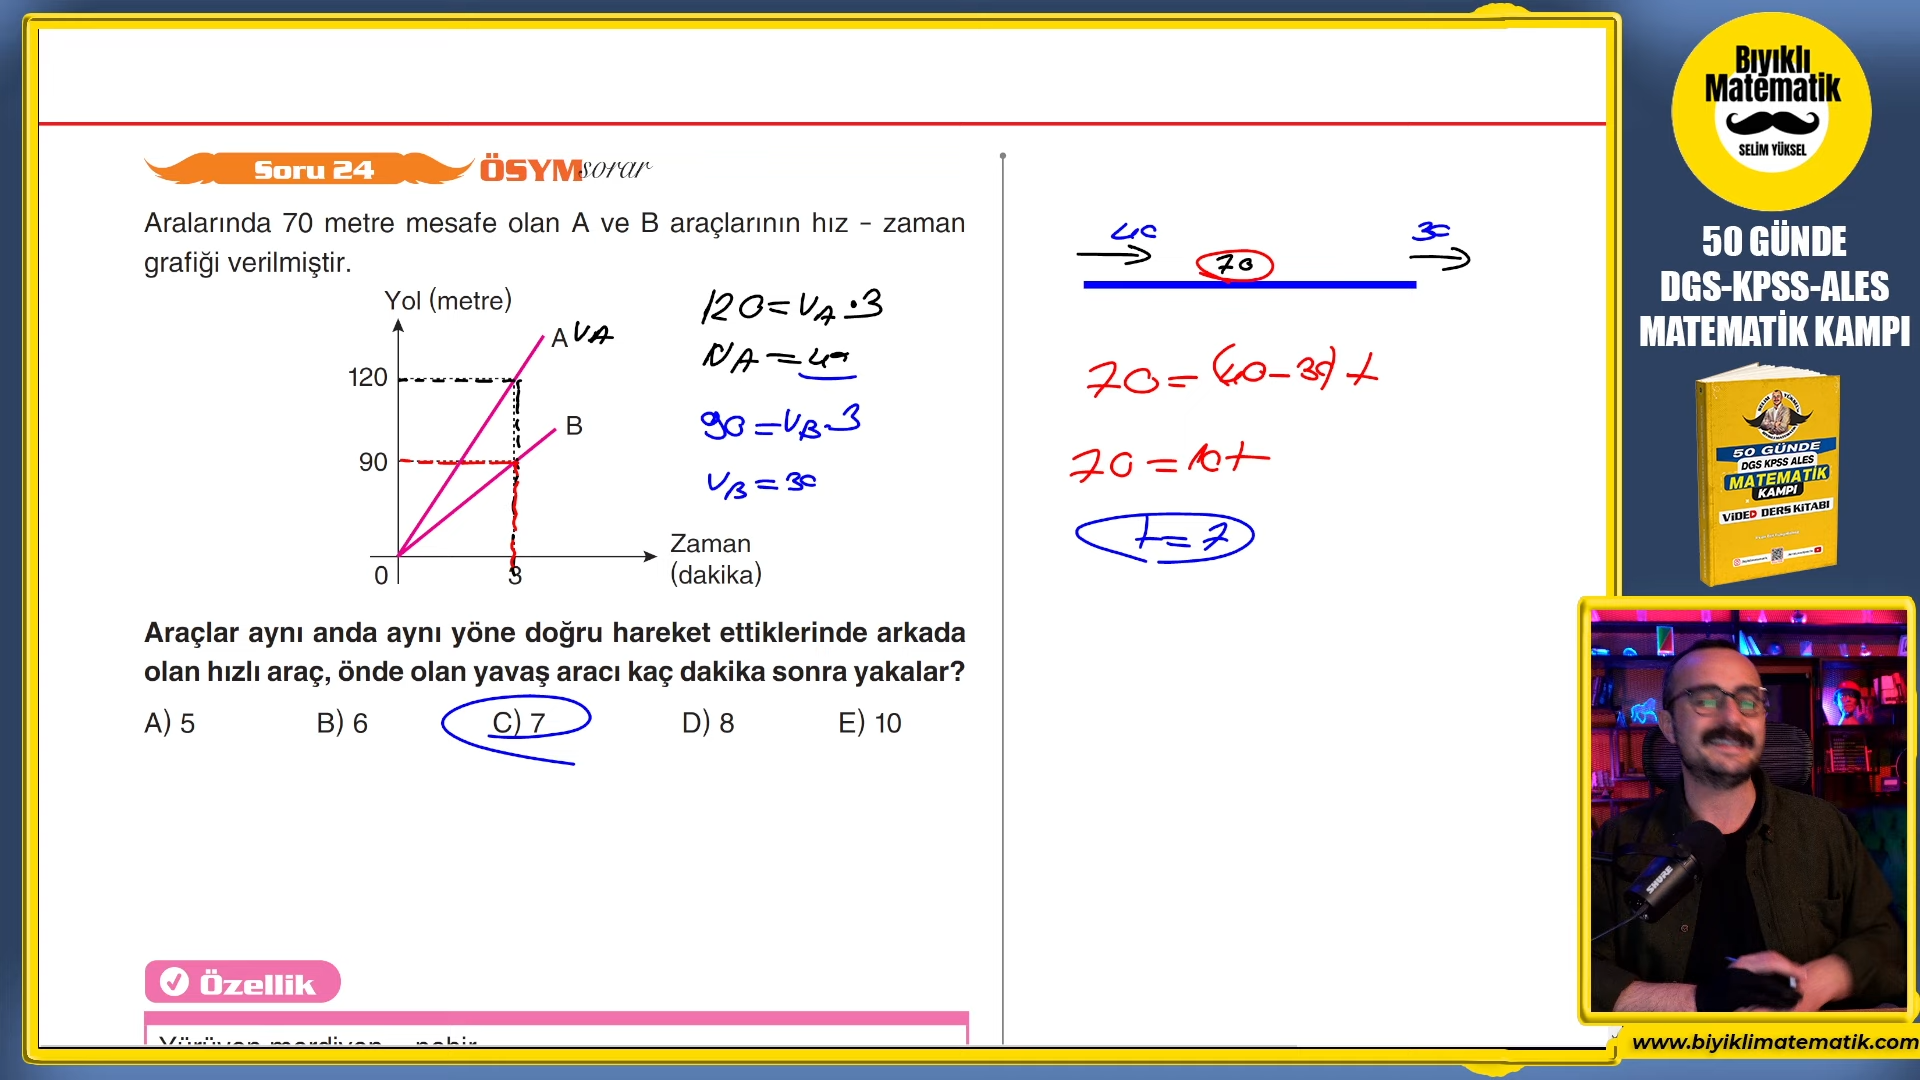 Soru 24 ÖSYM sorar
Aralarında 70 metre mesafe olan A ve B araçlarının hız - zaman
grafiği verilmiştir.
Yol (metre)
A VA
120
B
90
Zaman
(dakika)
0
3
120=VA.3
VA=40
90=VB.3
VB=30
Araçlar aynı anda aynı yöne doğru hareket ettiklerinde arkada
olan hızlı araç, önde olan yavaş aracı kaç dakika sonra yakalar?
A) 5 B) 6 C) 7 D) 8 E) 10
Özellik
40 30
70
70=(40-30)t
70=10t
t=7
Bıyıklı
Matematik
SELİM YÜKSEL
50 GÜNDE
DGS-KPSS-ALES
MATEMATİK KAMPI
50 GÜNDE
DGS KPSS ALES
MATEMATİK
KAMPI
VİDEO DERS KİTABI
SHURE
www.biyiklimatematik.com